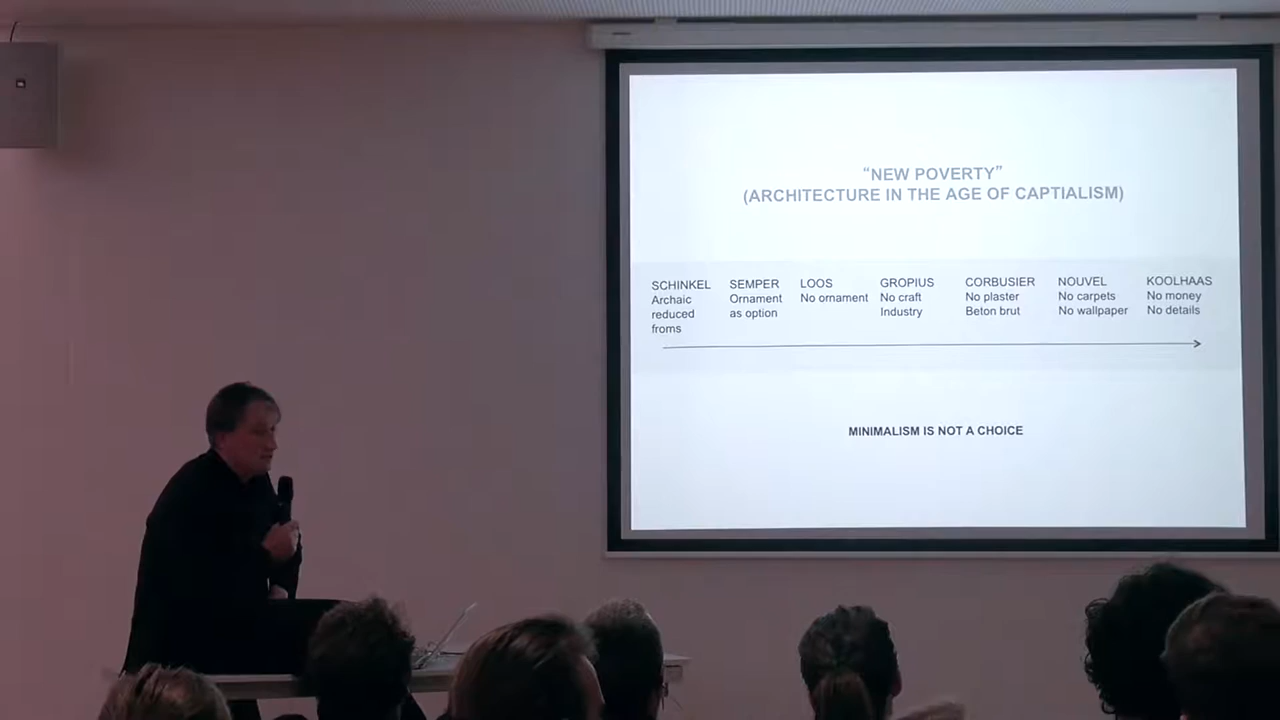 “NEW POVERTY”
(ARCHITECTURE IN THE AGE OF CAPTIALISM)
SCHINKEL
Archaic
reduced
froms
SEMPER
Ornament
as option
LOOS
No ornament
GROPIUS
No craft
Industry
CORBUSIER
No plaster
Beton brut
NOUVEL
No carpets
No wallpaper
KOOLHAAS
No money
No details
MINIMALISM IS NOT A CHOICE